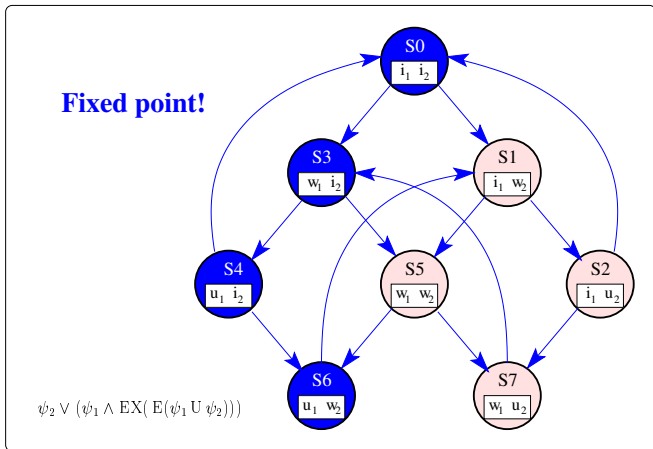 S0
i₁ i₂
Fixed point!
S3
w₁ i₂
S1
i₁ w₂
S4
u₁ i₂
S5
w₁ w₂
S2
i₁ u₂
S6
u₁ w₂
S7
w₁ u₂
ψ₂ ∨ (ψ₁ ∧ EX( E(ψ₁ U ψ₂)))